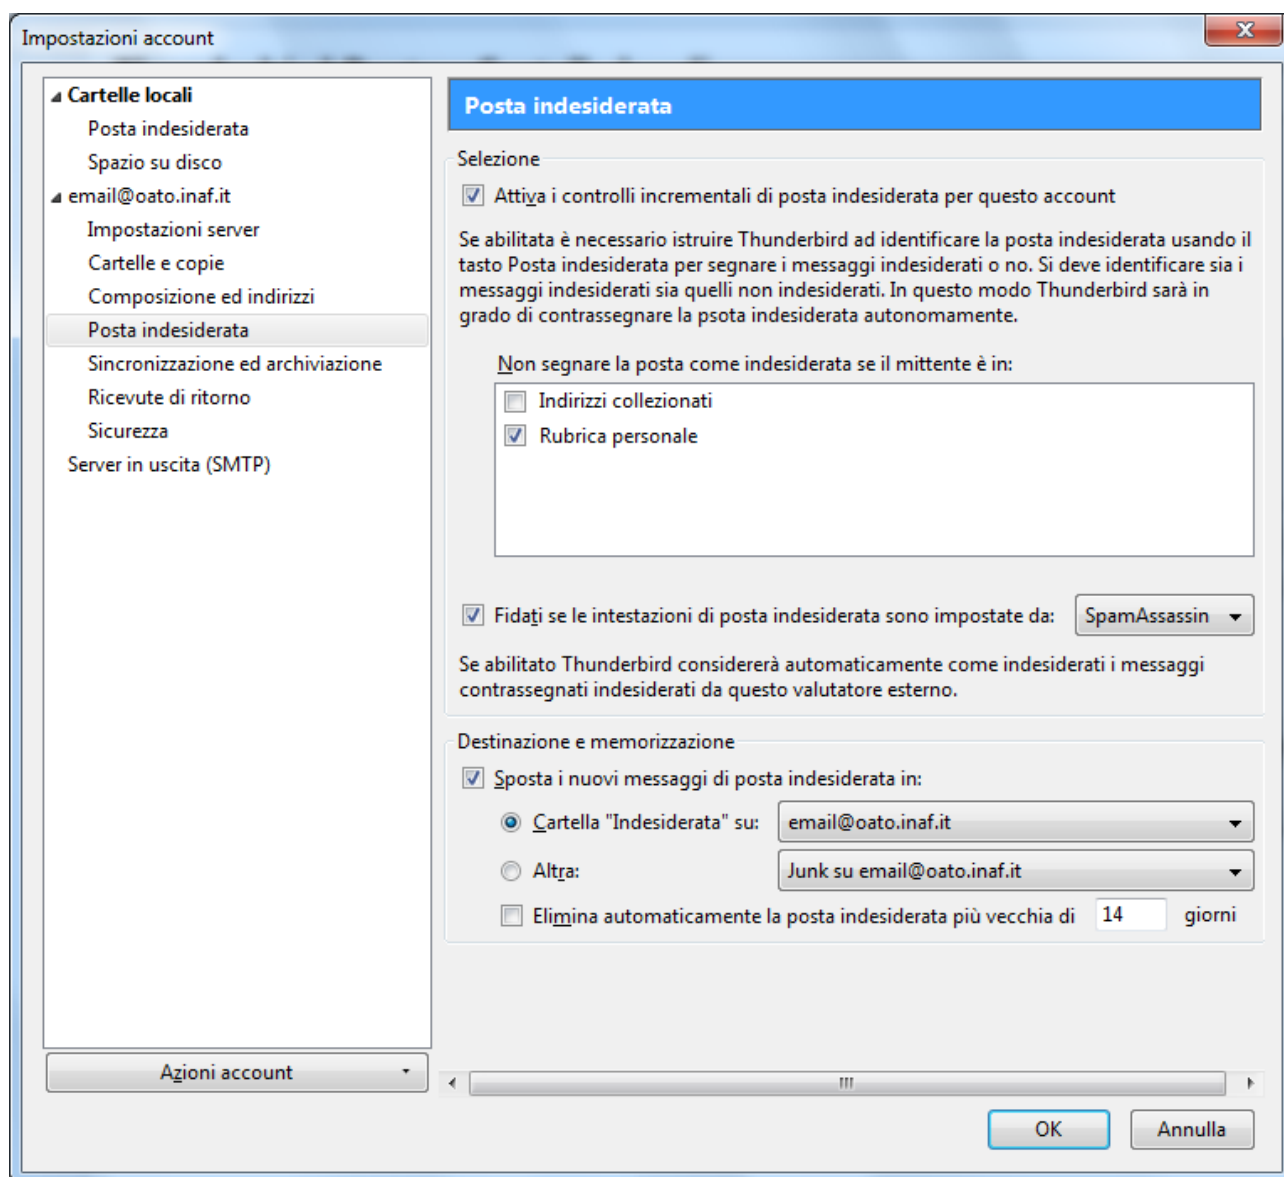 Impostazioni account
Cartelle locali
Posta indesiderata
Spazio su disco
email@oato.inaf.it
Impostazioni server
Cartelle e copie
Composizione ed indirizzi
Posta indesiderata
Sincronizzazione ed archiviazione
Ricevute di ritorno
Sicurezza
Server in uscita (SMTP)
Azioni account
Posta indesiderata
Selezione
Attiva i controlli incrementali di posta indesiderata per questo account
Se abilitata è necessario istruire Thunderbird ad identificare la posta indesiderata usando il
tasto Posta indesiderata per segnare i messaggi indesiderati o no. Si deve identificare sia i
messaggi indesiderati sia quelli non indesiderati. In questo modo Thunderbird sarà in
grado di contrassegnare la psota indesiderata autonomamente.
Non segnare la posta come indesiderata se il mittente è in:
Indirizzi collezionati
Rubrica personale
Fidati se le intestazioni di posta indesiderata sono impostate da: SpamAssassin
Se abilitato Thunderbird considererà automaticamente come indesiderati i messaggi
contrassegnati indesiderati da questo valutatore esterno.
Destinazione e memorizzazione
Sposta i nuovi messaggi di posta indesiderata in:
Cartella "Indesiderata" su: email@oato.inaf.it
Altra: Junk su email@oato.inaf.it
Elimina automaticamente la posta indesiderata più vecchia di 14 giorni
OK Annulla